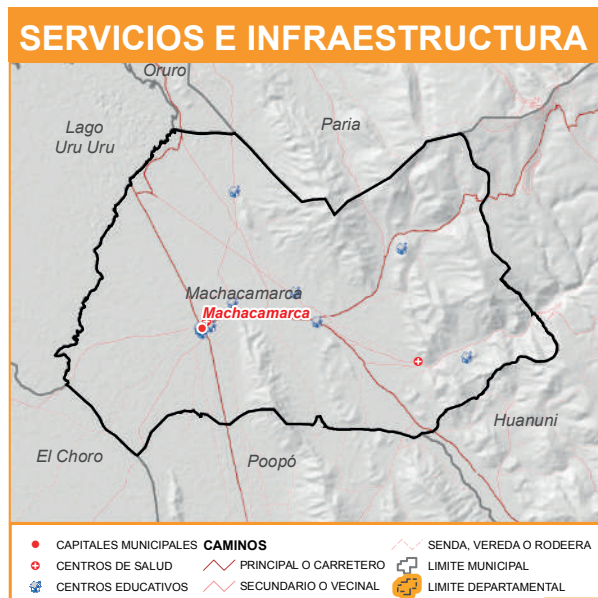 SERVICIOS E INFRAESTRUCTURA
Oruro
Lago
Uru Uru
Paria
Machacamarca
Machacamarca
Huanuni
El Choro
Poopó
CAPITALES MUNICIPALES
CENTROS DE SALUD
CENTROS EDUCATIVOS
CAMINOS
PRINCIPAL O CARRETERO
SECUNDARIO O VECINAL
SENDA, VEREDA O RODEERA
LIMITE MUNICIPAL
LIMITE DEPARTAMENTAL